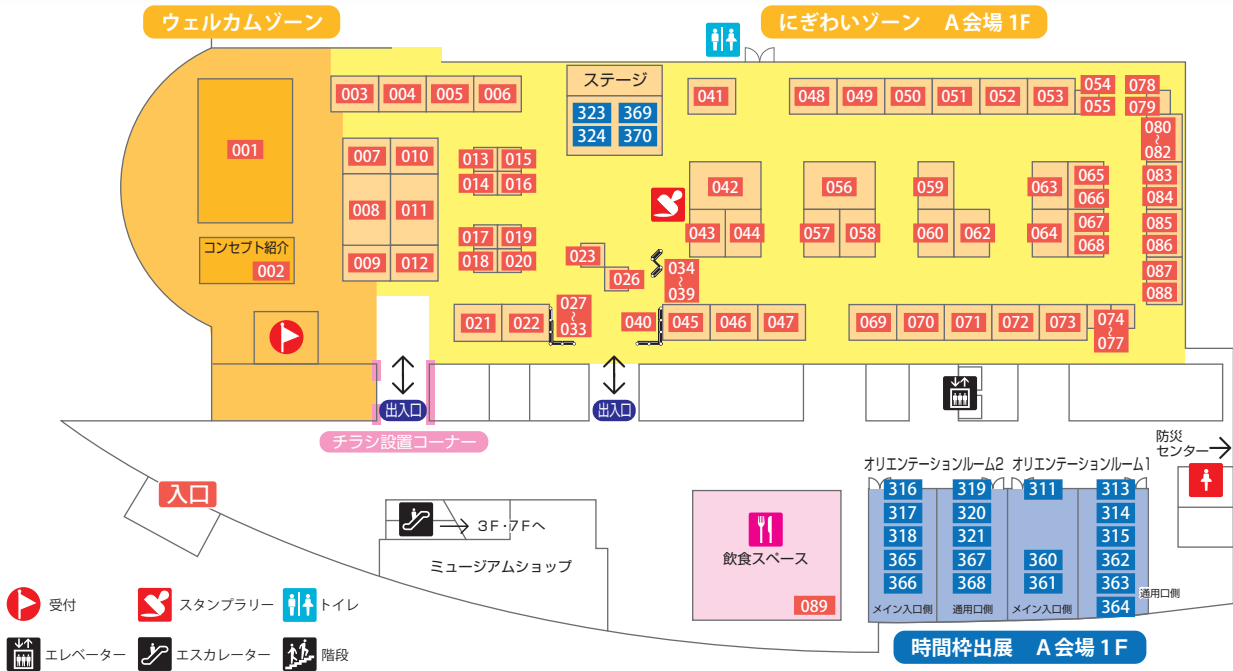 ウェルカムゾーン
にぎわいゾーン A会場 1F
ステージ
323 369
324 370
003 004 005 006
041
048 049 050 051 052 053
054 078
055 079
080
〜
082
001
007 010
008 011
009 012
013 015
014 016
017 019
018 020
042
043 044
056
057 058
059
060 062
063
064
065
066
067
068
083
084
085
086
087
088
コンセプト紹介
002
023
026
034
〜
039
021 022
027
〜
033
040
045 046 047
069 070 071 072 073
074
〜
077
出入口
出入口
チラシ設置コーナー
防災
センター
入口
3F・7Fへ
ミュージアムショップ
飲食スペース
089
オリエンテーションルーム2
オリエンテーションルーム1
316 319 311 313
317 320 314
318 321 315
365 367 360 362
366 368 361 363
364
メイン入口側
通用口側
メイン入口側
通用口側
時間枠出展 A会場 1F
受付
スタンプラリー
トイレ
エレベーター
エスカレーター
階段